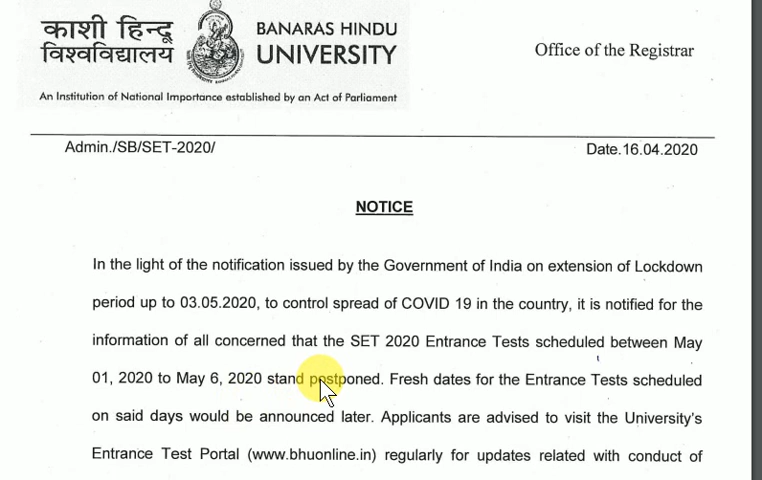 काशी हिन्दू
विश्वविद्यालय
BANARAS HINDU
UNIVERSITY
An Institution of National Importance established by an Act of Parliament
Office of the Registrar
Admin./SB/SET-2020/
Date.16.04.2020
NOTICE
In the light of the notification issued by the Government of India on extension of Lockdown
period up to 03.05.2020, to control spread of COVID 19 in the country, it is notified for the
information of all concerned that the SET 2020 Entrance Tests scheduled between May
01, 2020 to May 6, 2020 stand postponed. Fresh dates for the Entrance Tests scheduled
on said days would be announced later. Applicants are advised to visit the University's
Entrance Test Portal (www.bhuonline.in) regularly for updates related with conduct of